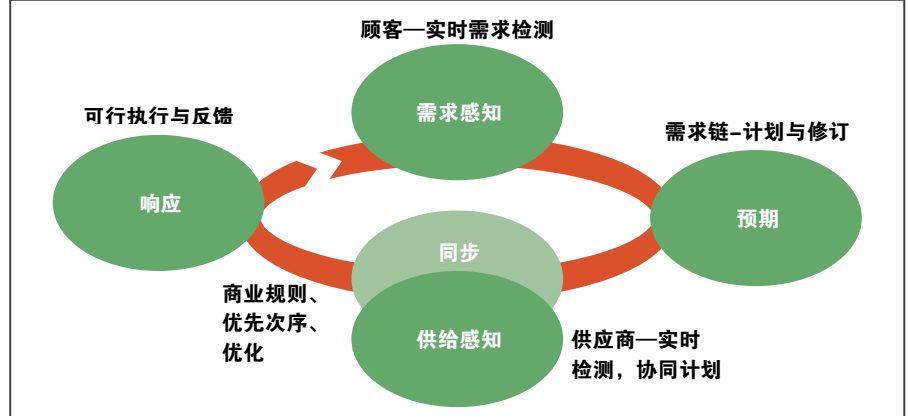 顾客—实时需求检测
需求感知
可行执行与反馈
需求链-计划与修订
响应
预期
同步
商业规则、
优先次序、
优化
供给感知
供应商—实时
检测，协同计划